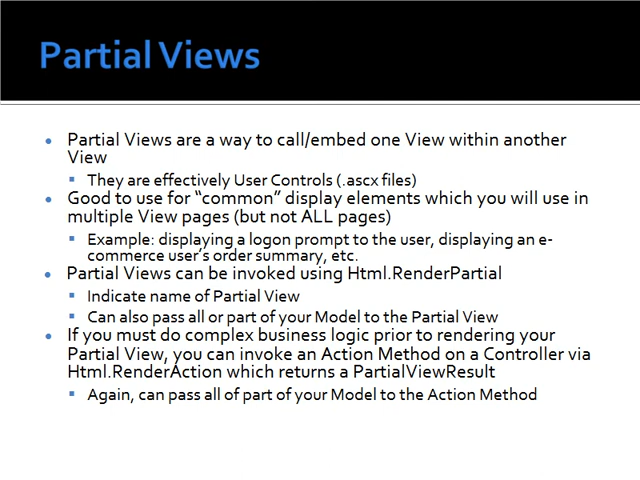 Partial Views
Partial Views are a way to call/embed one View within another
View
They are effectively User Controls (.ascx files)
Good to use for “common” display elements which you will use in
multiple View pages (but not ALL pages)
Example: displaying a logon prompt to the user, displaying an e-
commerce user’s order summary, etc.
Partial Views can be invoked using Html.RenderPartial
Indicate name of Partial View
Can also pass all or part of your Model to the Partial View
If you must do complex business logic prior to rendering your
Partial View, you can invoke an Action Method on a Controller via
Html.RenderAction which returns a PartialViewResult
Again, can pass all of part of your Model to the Action Method